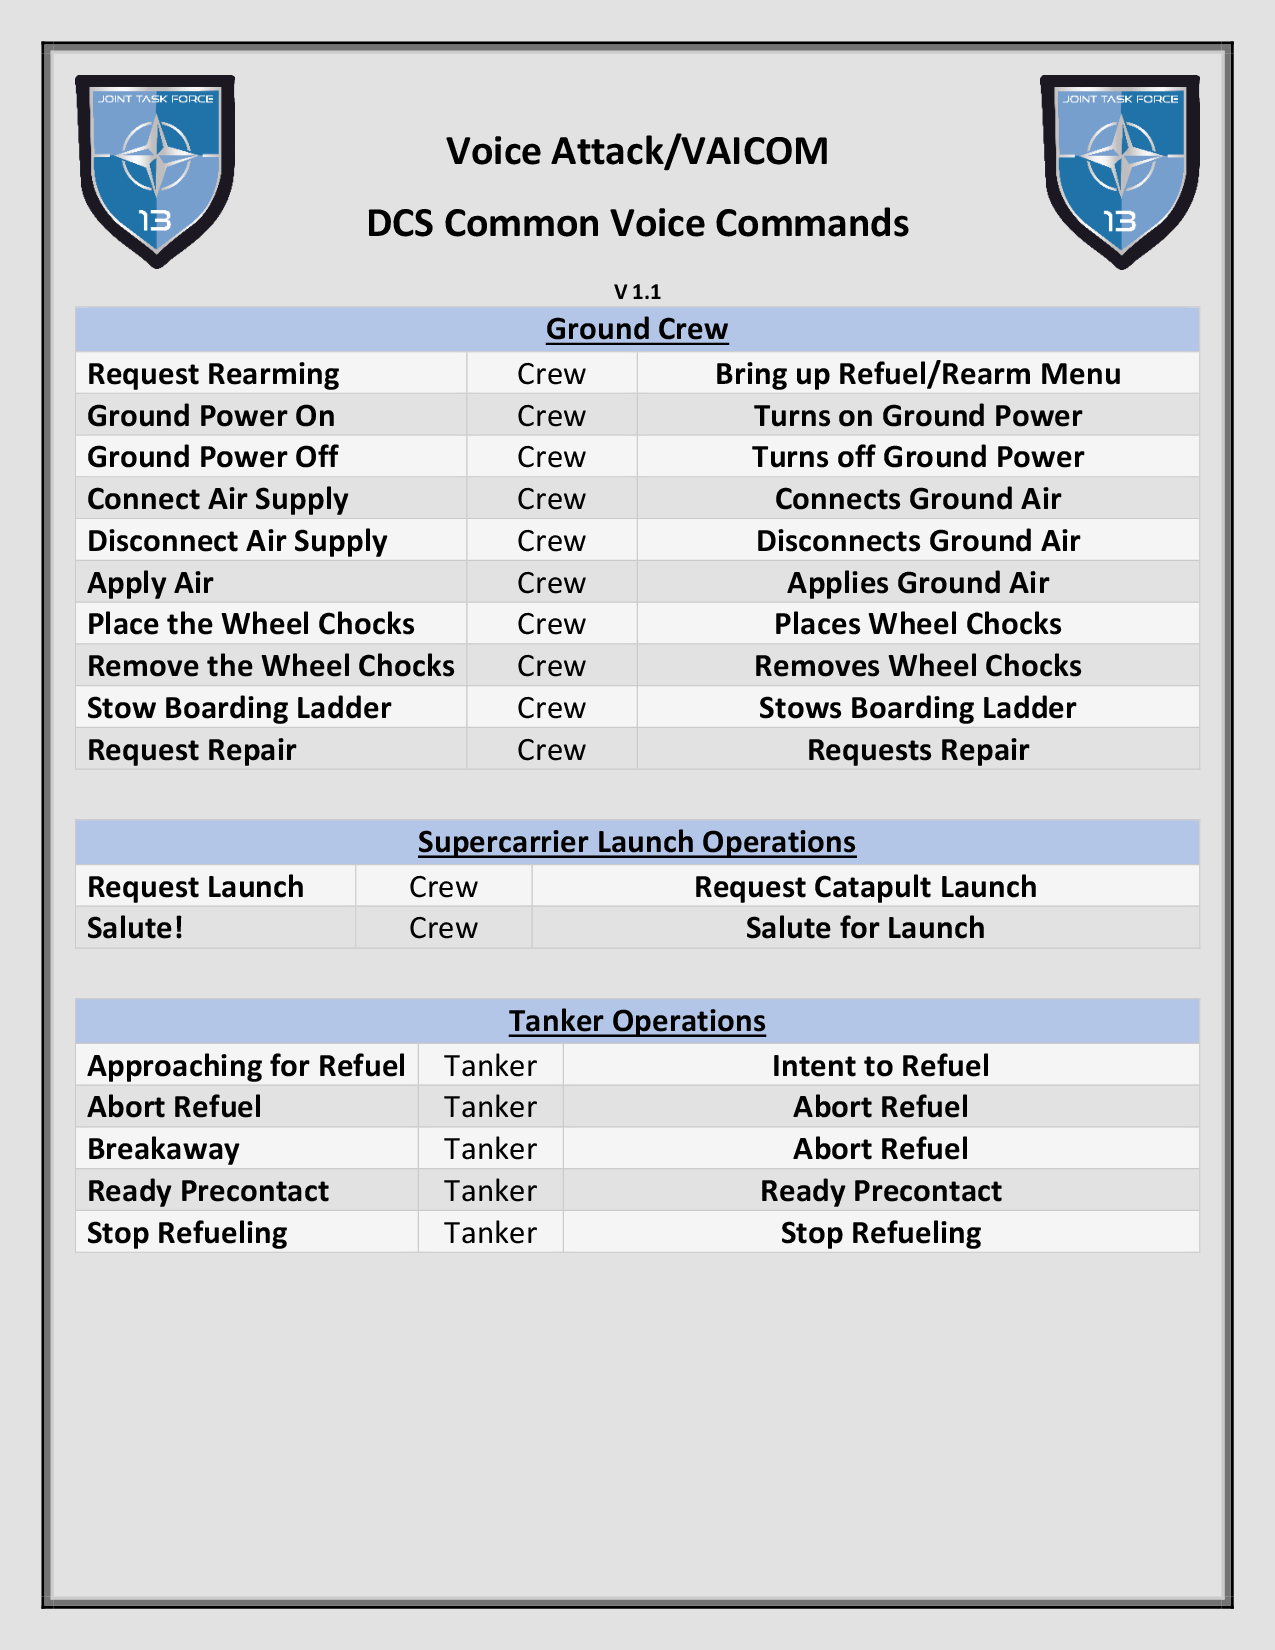 JOINT TASK FORCE
13
JOINT TASK FORCE
13
Voice Attack/VAICOM
DCS Common Voice Commands
V 1.1
Ground Crew
Request Rearming Crew Bring up Refuel/Rearm Menu
Ground Power On Crew Turns on Ground Power
Ground Power Off Crew Turns off Ground Power
Connect Air Supply Crew Connects Ground Air
Disconnect Air Supply Crew Disconnects Ground Air
Apply Air Crew Applies Ground Air
Place the Wheel Chocks Crew Places Wheel Chocks
Remove the Wheel Chocks Crew Removes Wheel Chocks
Stow Boarding Ladder Crew Stows Boarding Ladder
Request Repair Crew Requests Repair
Supercarrier Launch Operations
Request Launch Crew Request Catapult Launch
Salute! Crew Salute for Launch
Tanker Operations
Approaching for Refuel Tanker Intent to Refuel
Abort Refuel Tanker Abort Refuel
Breakaway Tanker Abort Refuel
Ready Precontact Tanker Ready Precontact
Stop Refueling Tanker Stop Refueling